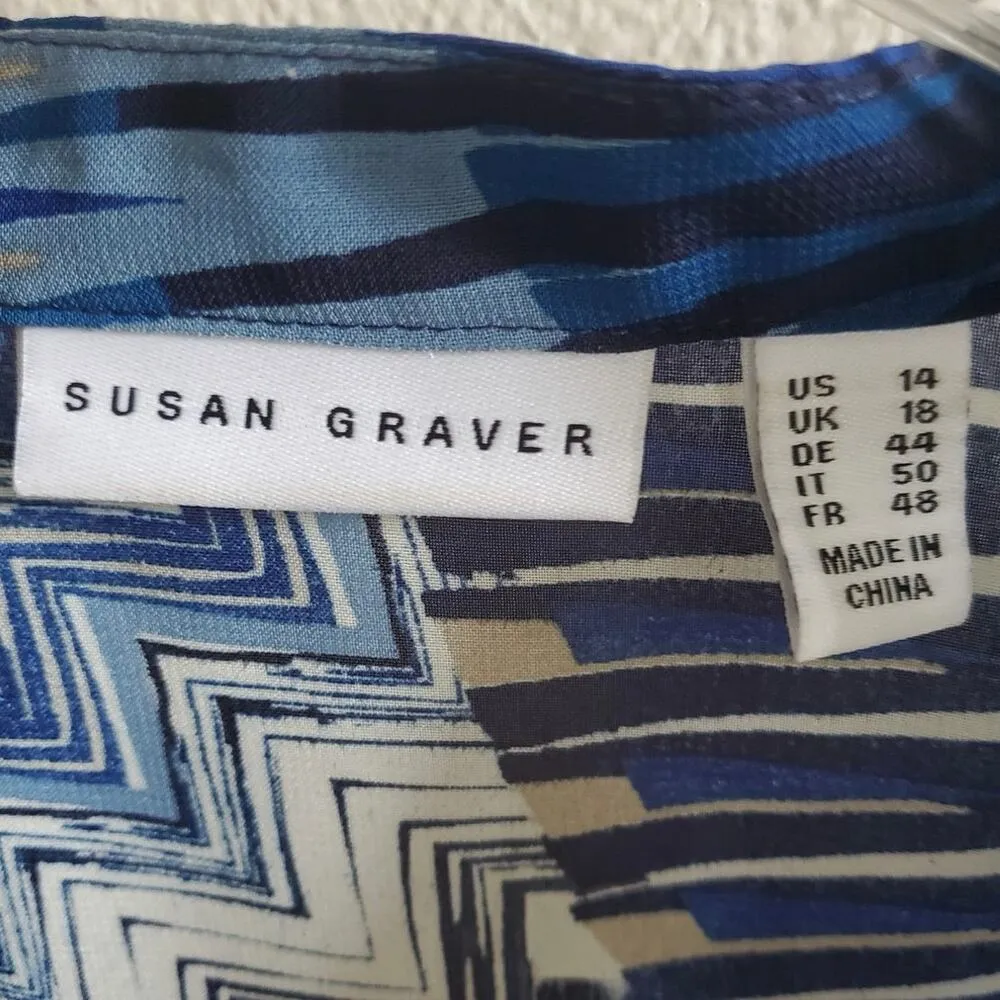 SUSAN GRAVER
US 14
UK 18
DE 44
IT 50
FR 48
MADE IN
CHINA